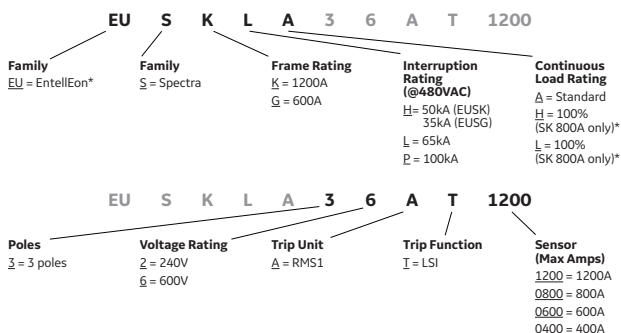 EU S K L A 3 6 A T 1200
Family
EU = EntellEon*
Family
S = Spectra
Frame Rating
K = 1200A
G = 600A
Interruption
Rating
(@480VAC)
H= 50kA (EUSK)
35kA (EUSG)
L = 65kA
P = 100kA
Continuous
Load Rating
A = Standard
H = 100%
(SK 800A only)*
L = 100%
(SK 800A only)*
EU S K L A 3 6 A T 1200
Poles
3 = 3 poles
Voltage Rating
2 = 240V
6 = 600V
Trip Unit
A = RMS1
Trip Function
T = LSI
Sensor
(Max Amps)
1200 = 1200A
0800 = 800A
0600 = 600A
0400 = 400A